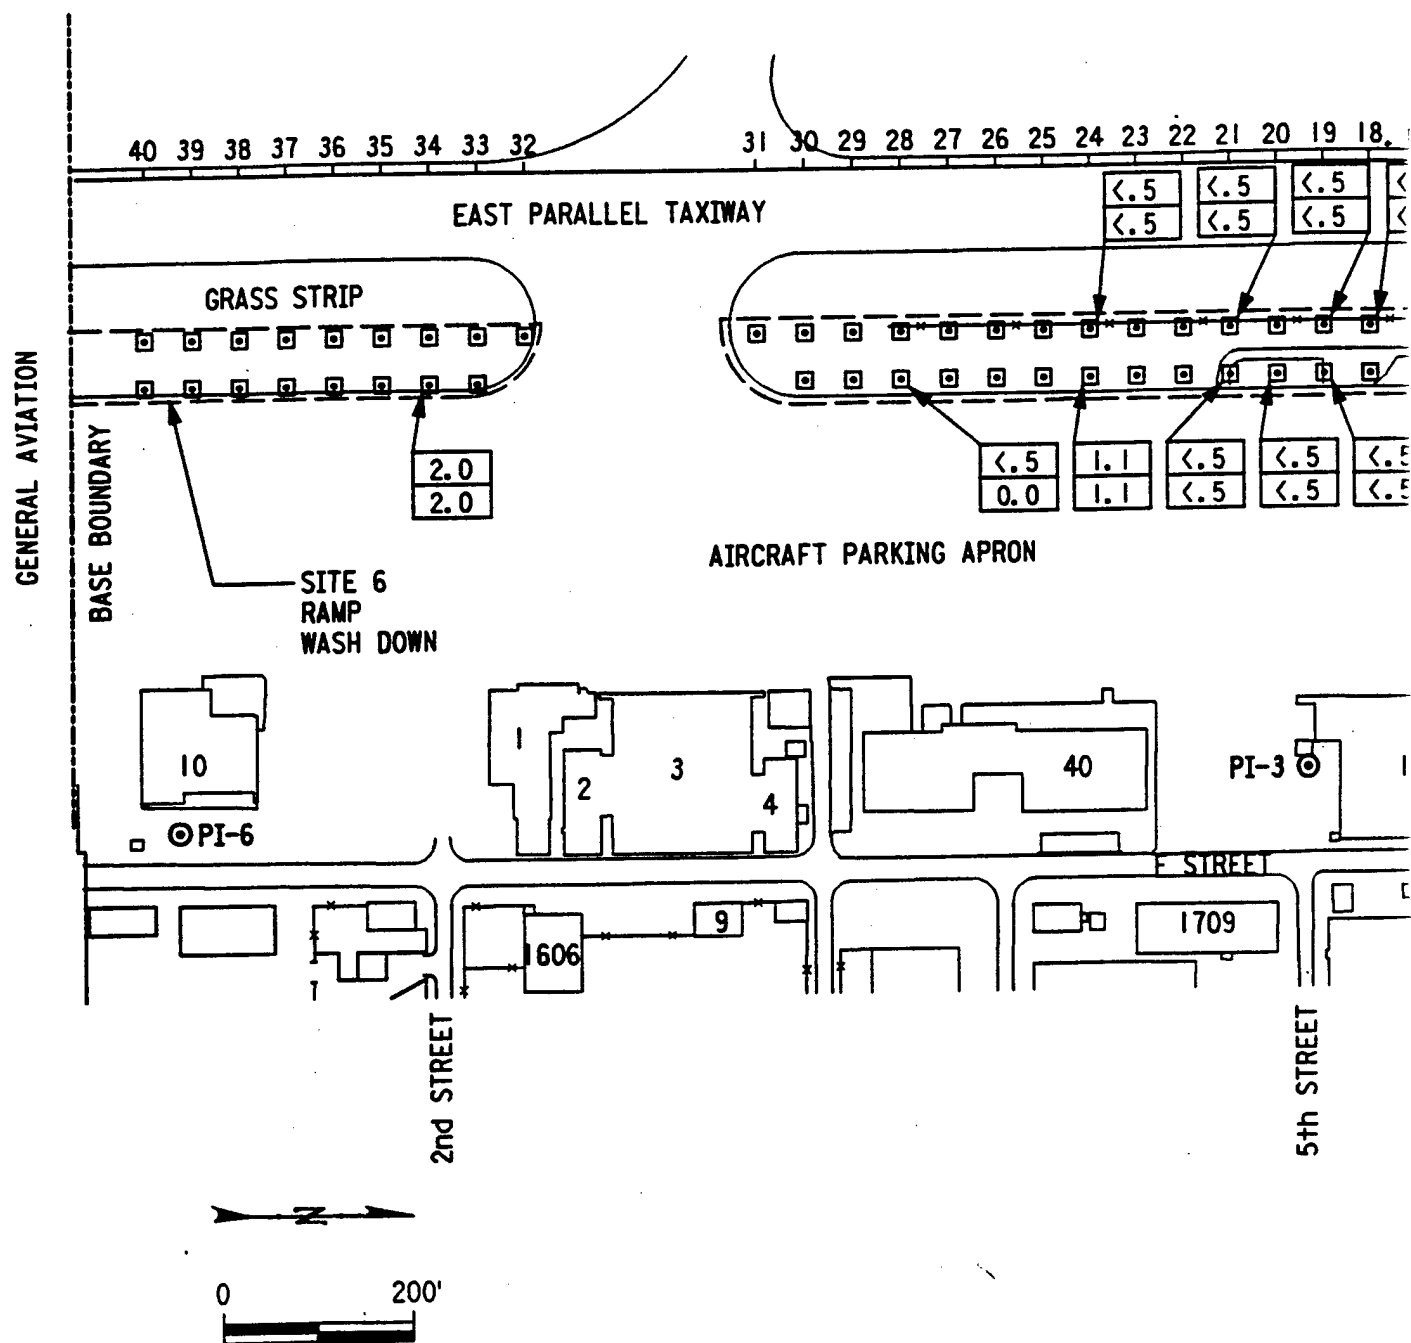 40 39 38 37 36 35 34 33 32 31 30 29 28 27 26 25 24 23 22 21 20 19 18
EAST PARALLEL TAXIWAY
<.5 <.5 <.5
<.5 <.5 <.5
GRASS STRIP
GENERAL AVIATION
BASE BOUNDARY
2.0
2.0
<.5 1.1 <.5 <.5 <.5
0.0 1.1 <.5 <.5 <.5
AIRCRAFT PARKING APRON
SITE 6
RAMP
WASH DOWN
10
1
2
3
4
40
PI-3
PI-6
STREET
9
1606
1709
2nd STREET
5th STREET
N
0 200'